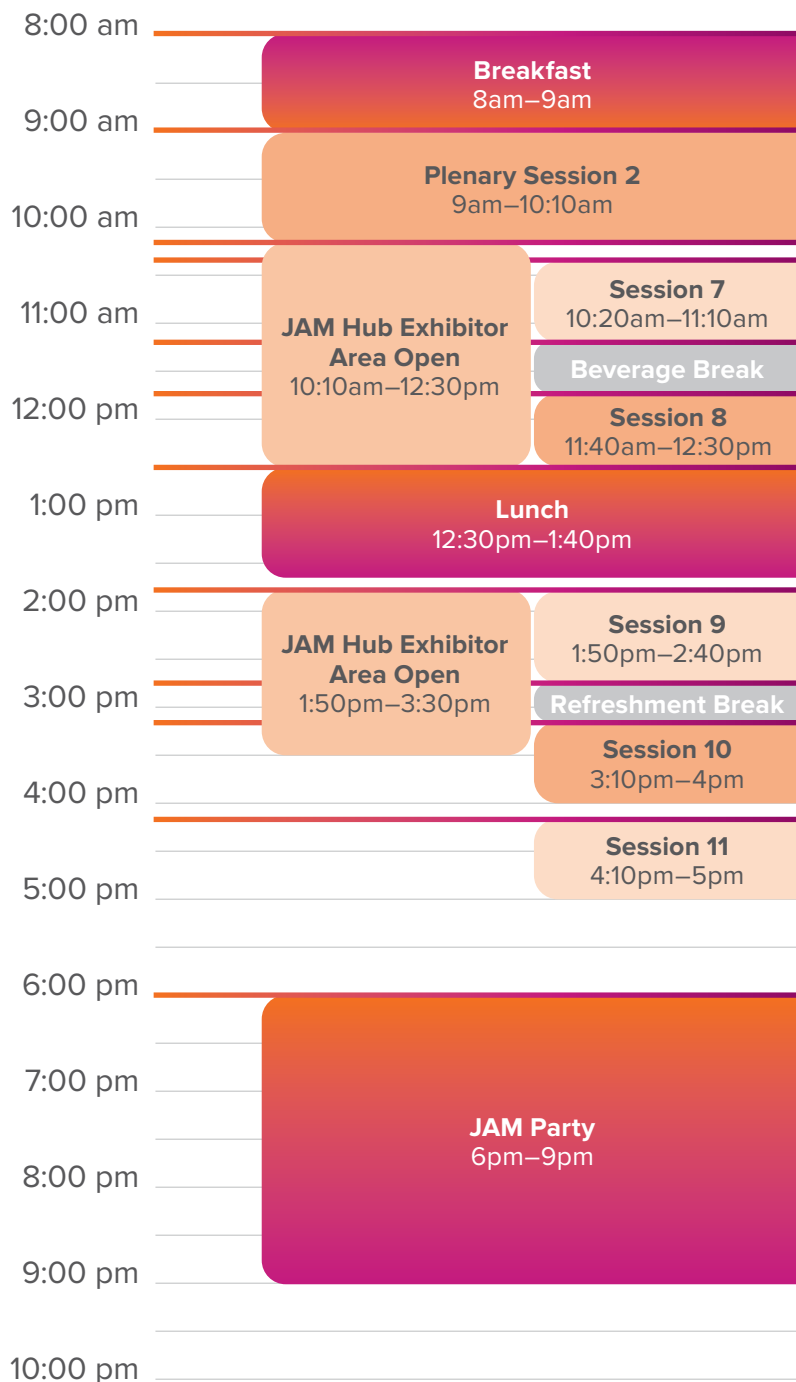 8:00 am
Breakfast
8am–9am
9:00 am
Plenary Session 2
9am–10:10am
10:00 am
JAM Hub Exhibitor
Area Open
10:10am–12:30pm
Session 7
10:20am–11:10am
11:00 am
Beverage Break
12:00 pm
Session 8
11:40am–12:30pm
1:00 pm
Lunch
12:30pm–1:40pm
2:00 pm
JAM Hub Exhibitor
Area Open
1:50pm–3:30pm
Session 9
1:50pm–2:40pm
3:00 pm
Refreshment Break
Session 10
3:10pm–4pm
4:00 pm
Session 11
4:10pm–5pm
5:00 pm
6:00 pm
7:00 pm
JAM Party
6pm–9pm
8:00 pm
9:00 pm
10:00 pm